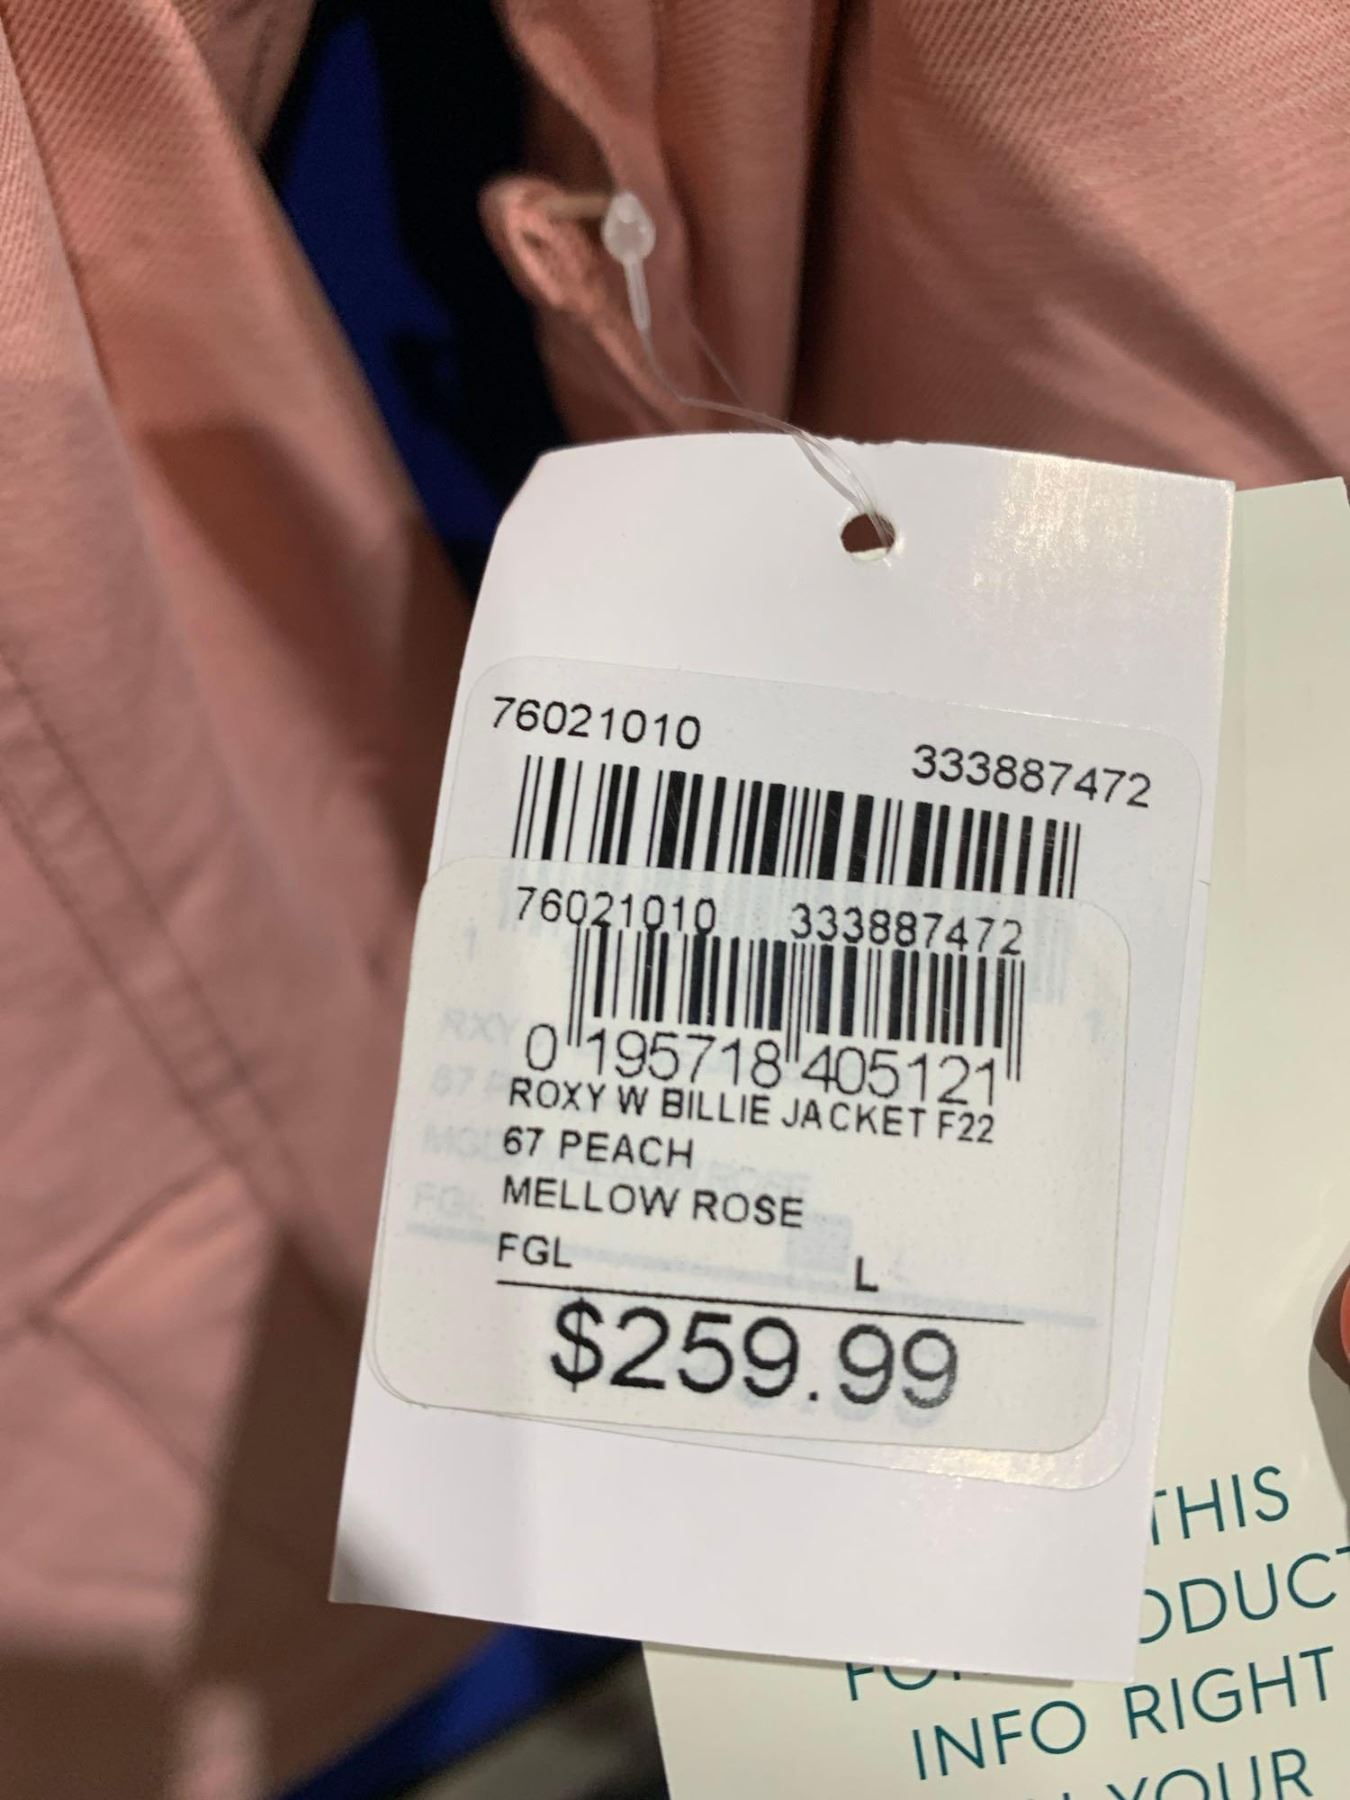 76021010 333887472
76021010 333887472
0 195718 405121
ROXY W BILLIE JACKET F22
67 PEACH
MELLOW ROSE
FGL L
$259.99
THIS
INFO RIGHT
YOUR